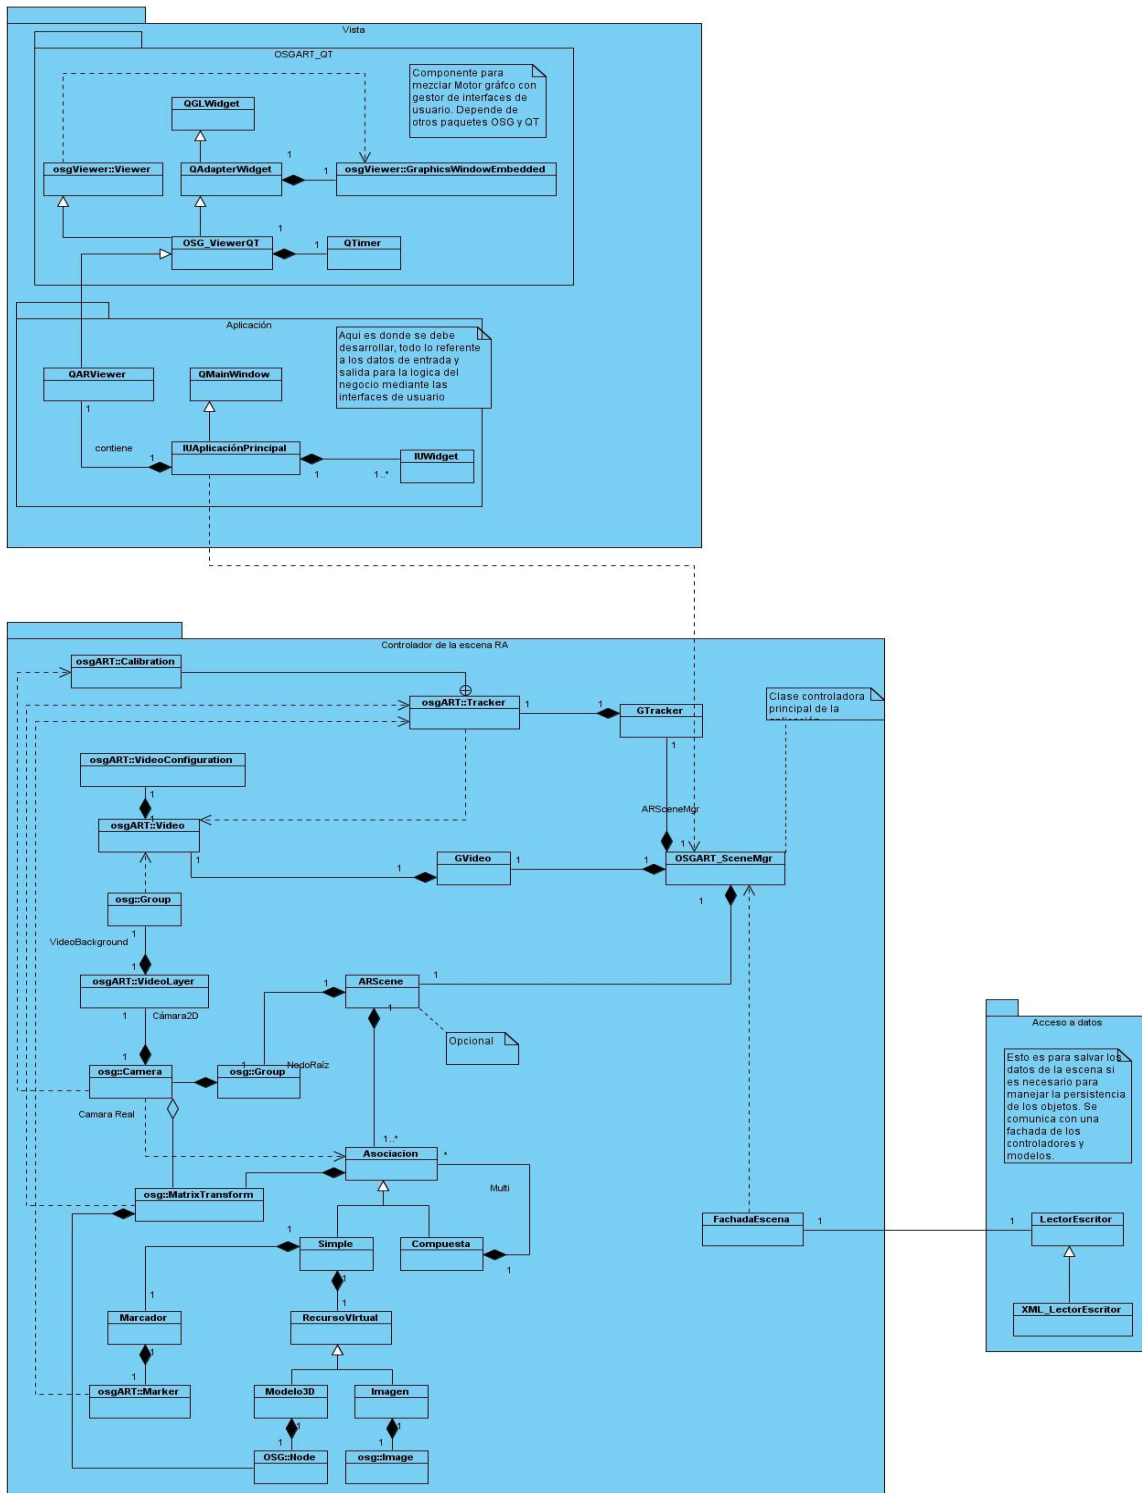 Vista
OSGART_QT
Componente para
mezclar Motor gráfco con
gestor de interfaces de
usuario. Depende de
otros paquetes OSG y QT
QGLWidget
1
osgViewer::Viewer
QAdapterWidget
1
osgViewer::GraphicsWindowEmbedded
1
OSG_ViewerQT
1
QTimer
Aplicación
Aqui es donde se debe
desarrollar, todo lo referente
a los datos de entrada y
salida para la logica del
negocio mediante las
interfaces de usuario
QARViewer
QMainWindow
1
contiene
1
IUAplicaciónPrincipal
1
1..*
IUWidget
Controlador de la escena RA
osgART::Calibration
osgART::Tracker
1
1
GTracker
1
Clase controladora
principal de la
aplicación
osgART::VideoConfiguration
1
1
osgART::Video
1
ARSceneMgr
1
GVideo
1
1
1
OSGART_SceneMgr
1
osg::Group
1
VideoBackground
1
osgART::VideoLayer
1
Cámara2D
1
ARScene
1
1
1
Opcional
1
osg::Camera
1
osg::Group
NodoRaíz
Camara Real
1..*
Asociacion
*
Multi
osg::MatrixTransform
1
Simple
1
Compuesta
1
1
Marcador
1
1
RecursoVIrtual
1
osgART::Marker
Modelo3D
1
1
OSG::Node
Imagen
1
1
osg::Image
FachadaEscena
1
1
Acceso a datos
Esto es para salvar los
datos de la escena si
es necesario para
manejar la persistencia
de los objetos. Se
comunica con una
fachada de los
controladores y
modelos.
LectorEscritor
XML_LectorEscritor